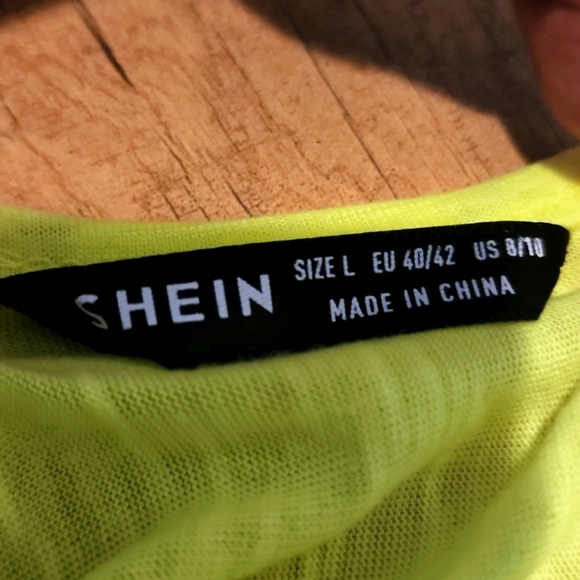 SHEIN
SIZE L EU 40/42 US 8/10
MADE IN CHINA